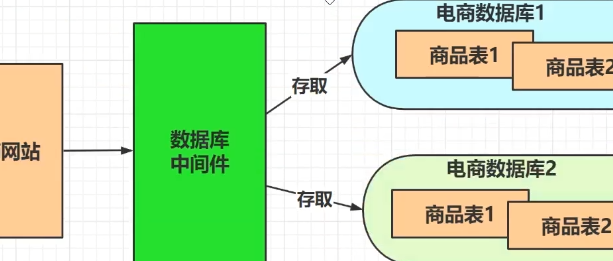 电商数据库1
商品表1
商品表2
存取
网站
数据库
中间件
电商数据库2
存取
商品表1
商品表2